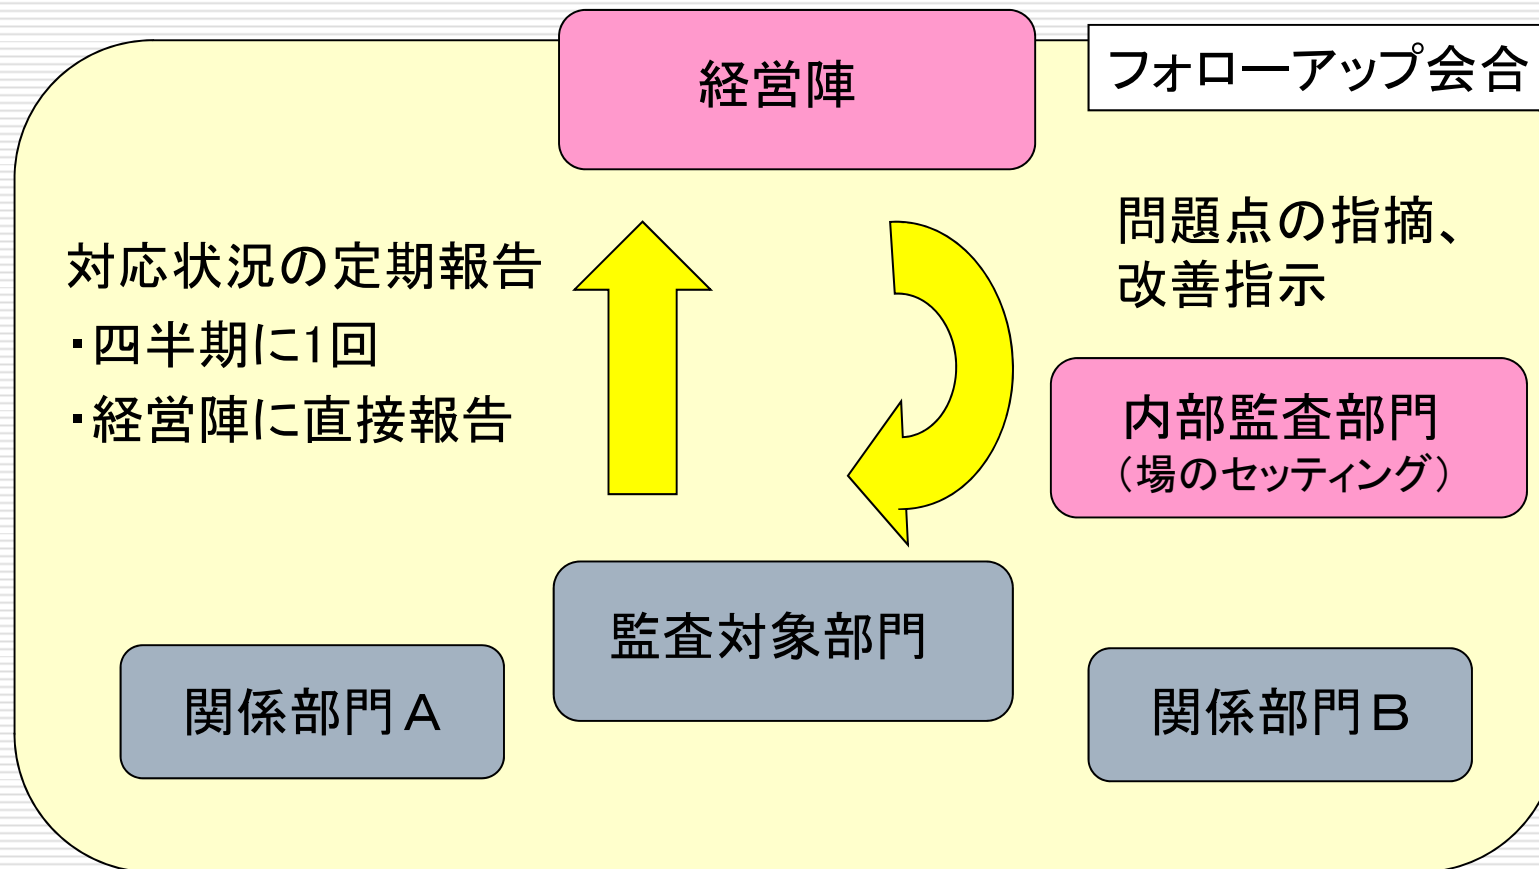 経営陣
フォローアップ会合
対応状況の定期報告
・四半期に1回
・経営陣に直接報告
問題点の指摘、
改善指示
内部監査部門
（場のセッティング）
監査対象部門
関係部門Ａ
関係部門Ｂ